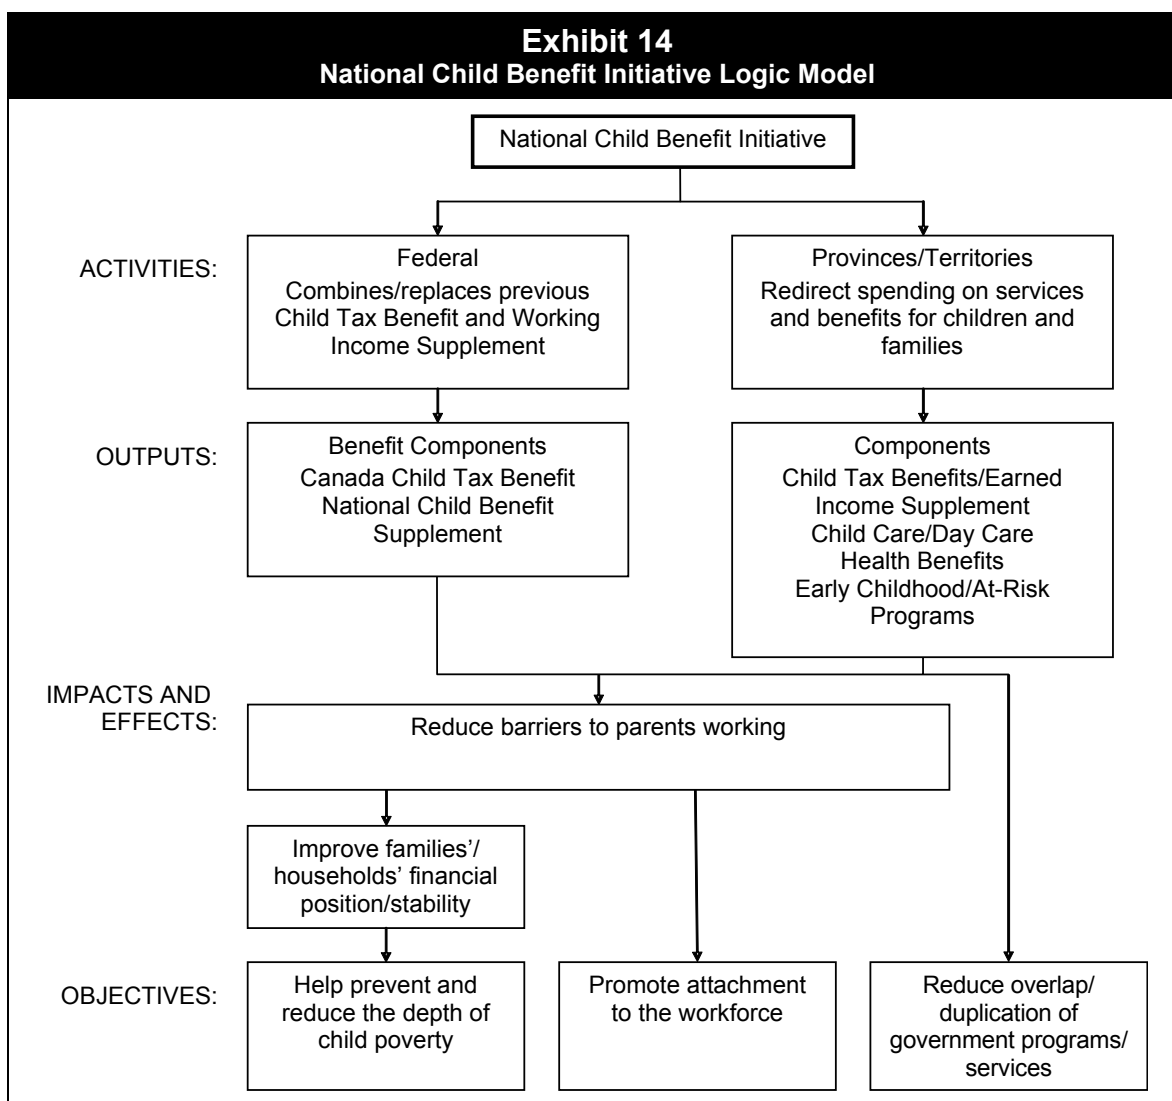 Exhibit 14
National Child Benefit Initiative Logic Model
National Child Benefit Initiative
ACTIVITIES:
Federal
Combines/replaces previous
Child Tax Benefit and Working
Income Supplement
Provinces/Territories
Redirect spending on services
and benefits for children and
families
OUTPUTS:
Benefit Components
Canada Child Tax Benefit
National Child Benefit
Supplement
Components
Child Tax Benefits/Earned
Income Supplement
Child Care/Day Care
Health Benefits
Early Childhood/At-Risk
Programs
IMPACTS AND
EFFECTS:
Reduce barriers to parents working
Improve families’/
households’ financial
position/stability
OBJECTIVES:
Help prevent and
reduce the depth of
child poverty
Promote attachment
to the workforce
Reduce overlap/
duplication of
government programs/
services